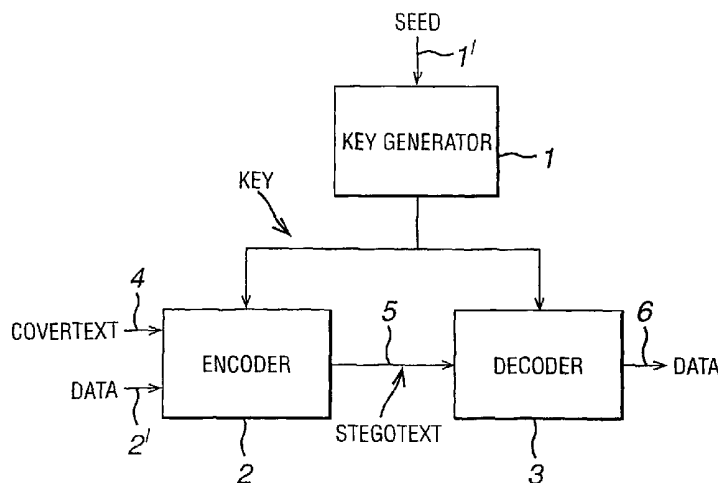 SEED
1'
KEY GENERATOR
1
KEY
4
COVERTEXT
ENCODER
5
DECODER
6
DATA
DATA
2'
STEGOTEXT
2
3